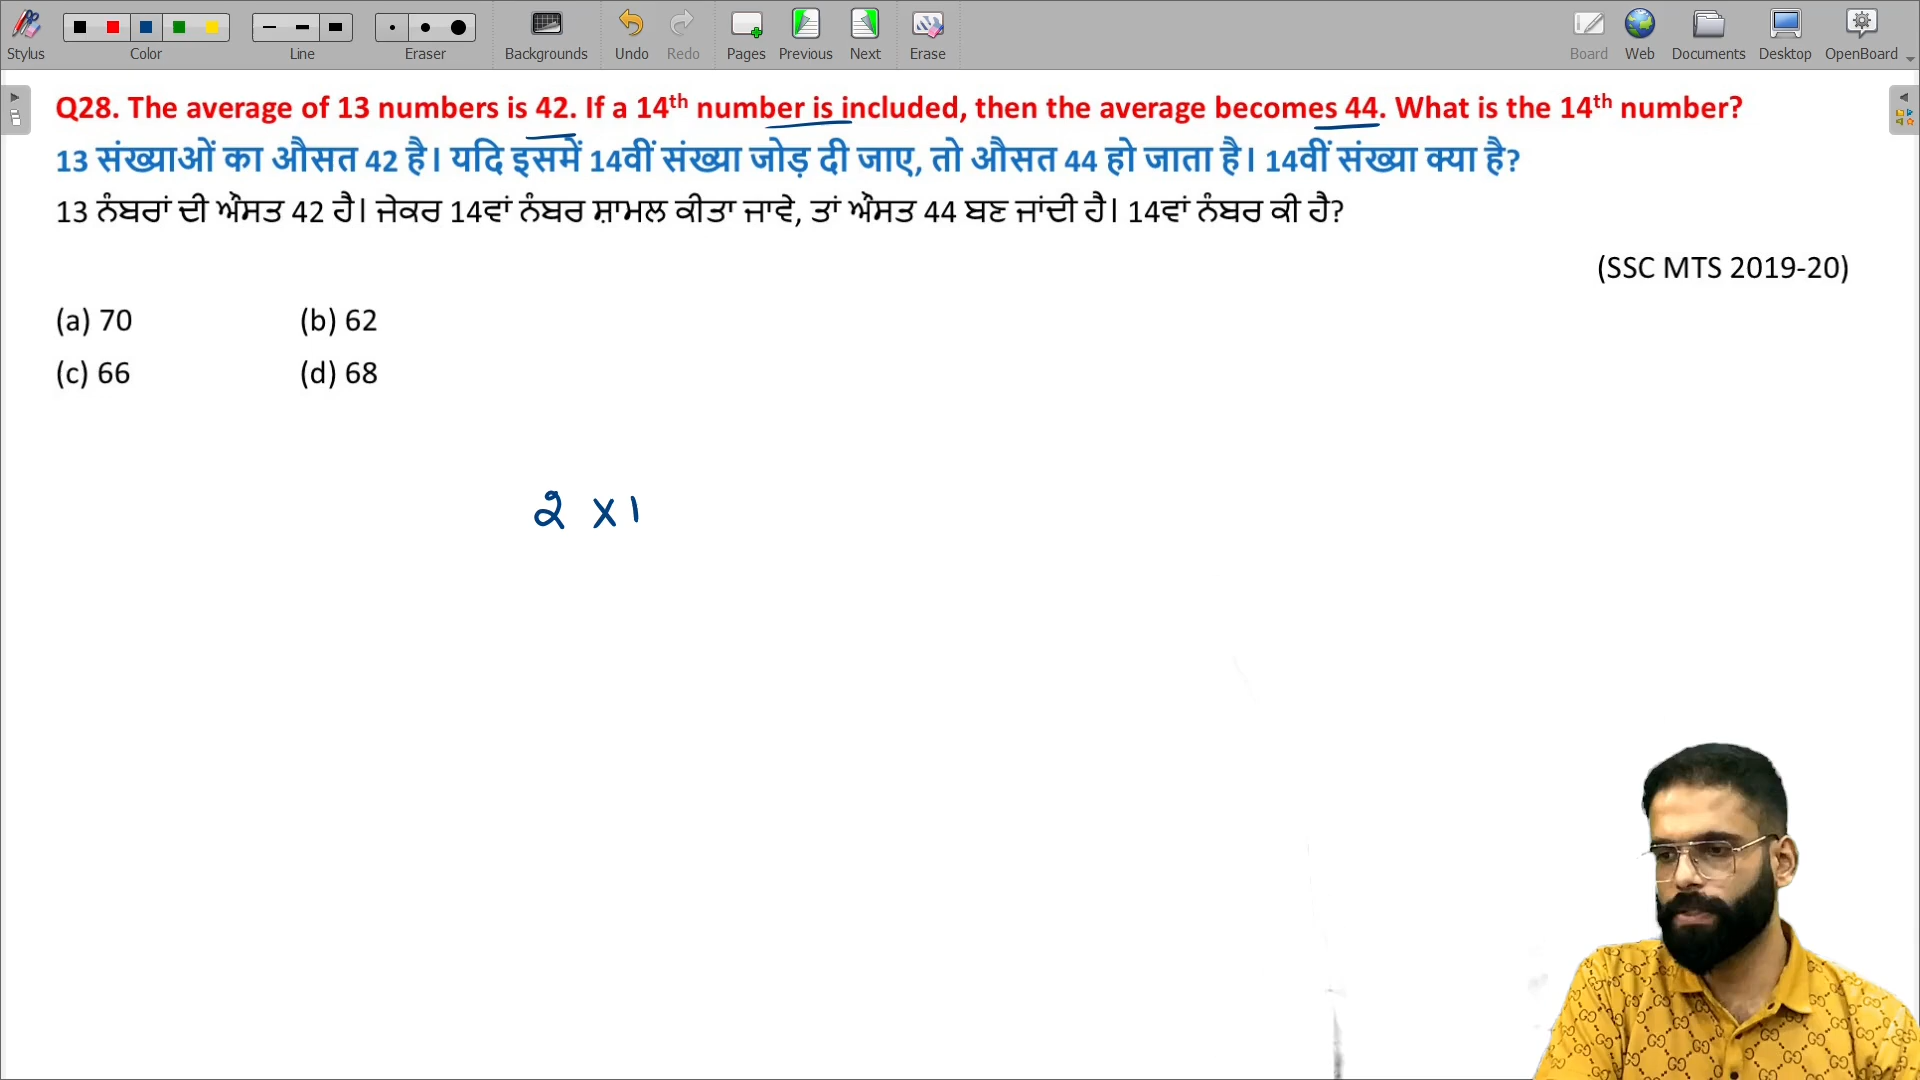 Stylus Color Line Eraser Backgrounds Undo Redo Pages Previous Next Erase Board Web Documents Desktop OpenBoard
Q28. The average of 13 numbers is 42. If a 14th number is included, then the average becomes 44. What is the 14th number?
13 संख्याओं का औसत 42 है। यदि इसमें 14वीं संख्या जोड़ दी जाए, तो औसत 44 हो जाता है। 14वीं संख्या क्या है?
13 ਨੰਬਰਾਂ ਦੀ ਔਸਤ 42 ਹੈ। ਜੇਕਰ 14ਵਾਂ ਨੰਬਰ ਸ਼ਾਮਲ ਕੀਤਾ ਜਾਵੇ, ਤਾਂ ਔਸਤ 44 ਬਣ ਜਾਂਦੀ ਹੈ। 14ਵਾਂ ਨੰਬਰ ਕੀ ਹੈ?
(SSC MTS 2019-20)
(a) 70 (b) 62
(c) 66 (d) 68
2 x 1